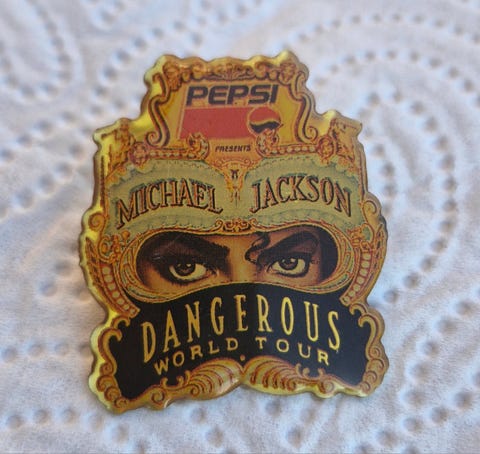 PEPSI
PRESENTS
MICHAEL JACKSON
DANGEROUS
WORLD TOUR